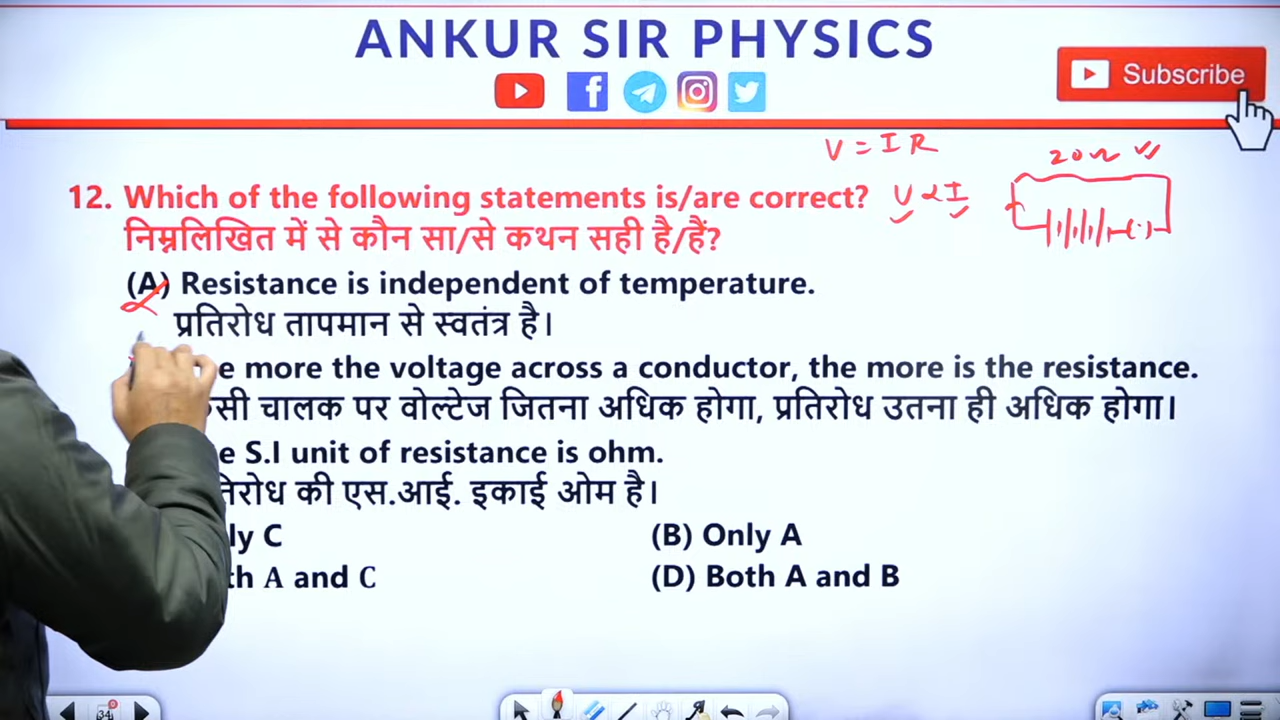 ANKUR SIR PHYSICS
Subscribe
V = I R
20Ω
12. Which of the following statements is/are correct? V ∝ I
निम्नलिखित में से कौन सा/से कथन सही है/हैं?
(A) Resistance is independent of temperature.
प्रतिरोध तापमान से स्वतंत्र है।
more the voltage across a conductor, the more is the resistance.
चालक पर वोल्टेज जितना अधिक होगा, प्रतिरोध उतना ही अधिक होगा।
S.I unit of resistance is ohm.
की एस.आई. इकाई ओम है।
C (B) Only A
A and C (D) Both A and B
34